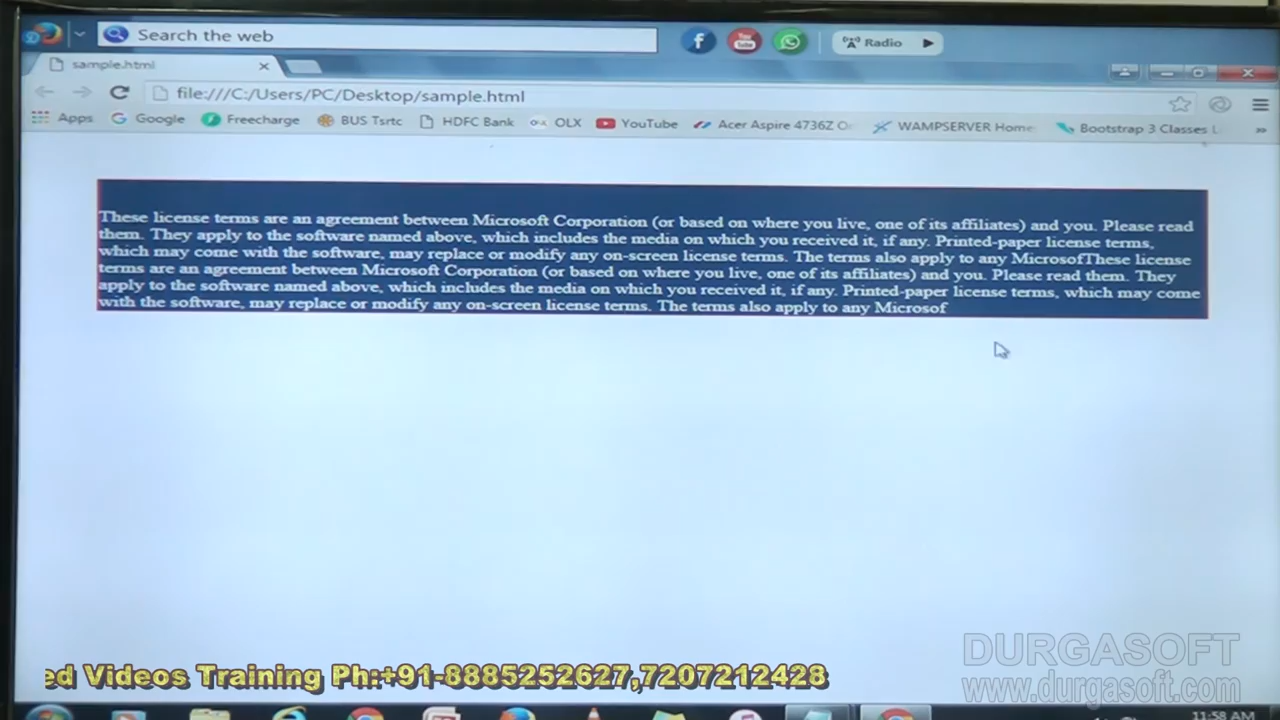 Search the web
f
You Tube
Radio
sample.html
file:///C:/Users/PC/Desktop/sample.html
Apps Google Freecharge BUS Tsrtc HDFC Bank OLX YouTube Acer Aspire 4736Z WAMPSERVER Home Bootstrap 3 Classes
These license terms are an agreement between Microsoft Corporation (or based on where you live, one of its affiliates) and you. Please read
them. They apply to the software named above, which includes the media on which you received it, if any. Printed-paper license terms,
which may come with the software, may replace or modify any on-screen license terms. The terms also apply to any MicrosofThese license
terms are an agreement between Microsoft Corporation (or based on where you live, one of its affiliates) and you. Please read them. They
apply to the software named above, which includes the media on which you received it, if any. Printed-paper license terms, which may come
with the software, may replace or modify any on-screen license terms. The terms also apply to any Microsof
DURGASOFT
ed Videos Training Ph:+91-8885252627,7207212428
www.durgasoft.com
11:58 AM